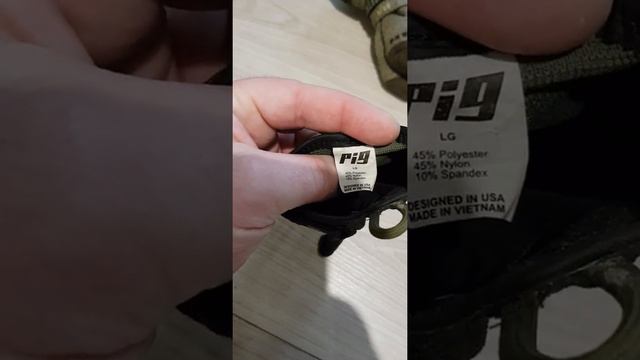 Pig
LG
45% Polyester
45% Nylon
10% Spandex
DESIGNED IN USA
MADE IN VIETNAM